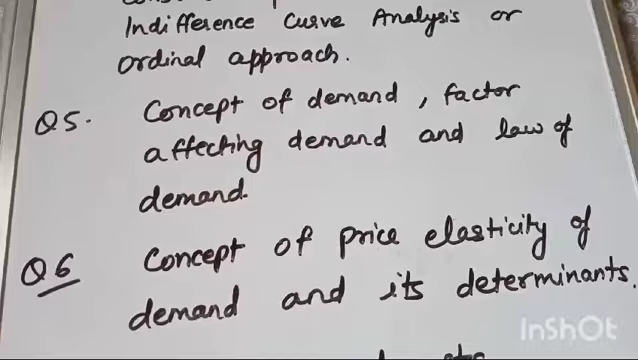 Indifference Curve Analysis or
ordinal approach.
Q5. Concept of demand, factor
affecting demand and law of
demand.
Q6 Concept of price elasticity of
demand and its determinants.
InShOt